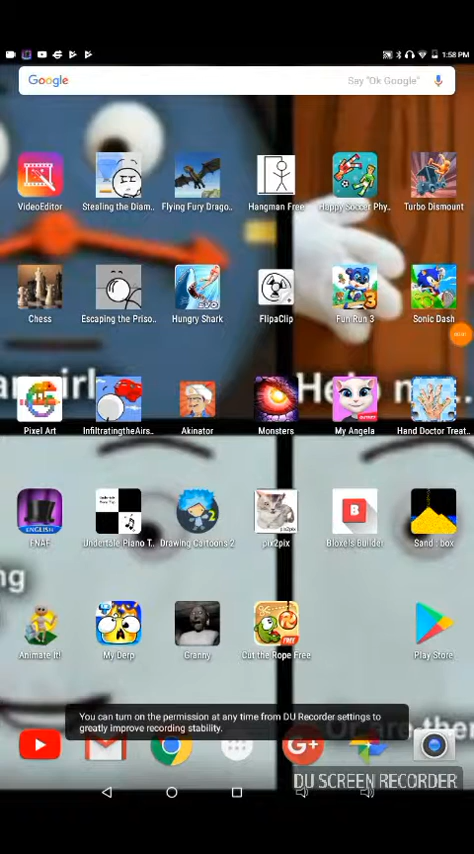 1:58 PM
Google Say "Ok Google"
VideoEditor Stealing the Diam.. Flying Fury Drago.. Hangman Free Happy Soccer Phy.. Turbo Dismount
Chess Escaping the Priso.. Hungry Shark FlipaClip Fun Run 3 Sonic Dash
Help m
Pixel Art InfiltratingtheAirs.. Akinator Monsters My Angela Hand Doctor Treat..
FNAF Undertale Piano T.. Drawing Cartoons 2 pix2pix Bloxels Builder Sand : box
ng
Animate It! My Derp Granny Cut the Rope Free Play Store
You can turn on the permission at any time from DU Recorder settings to
greatly improve recording stability.
DU SCREEN RECORDER